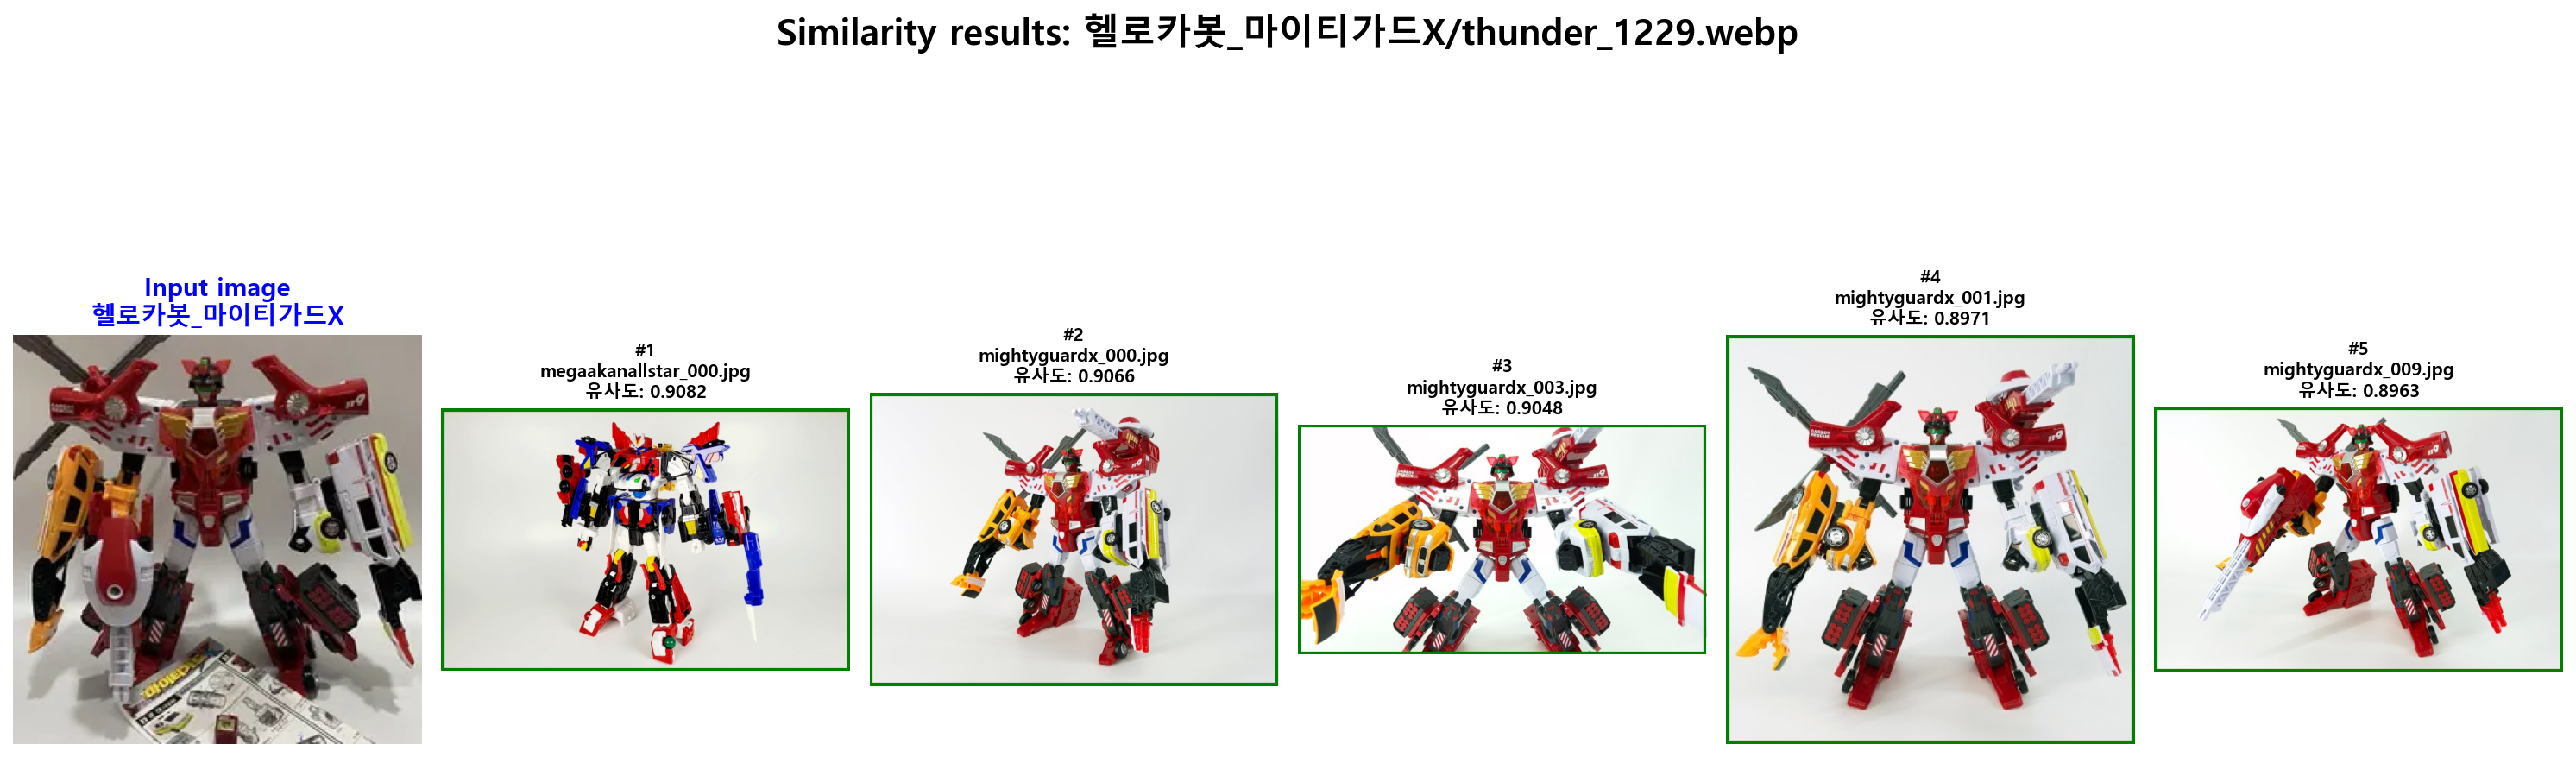 Similarity results: 헬로카봇_마이티가드X/thunder_1229.webp
Input image
헬로카봇_마이티가드X
#1
megaakanallstar_000.jpg
유사도: 0.9082
#2
mightyguardx_000.jpg
유사도: 0.9066
#3
mightyguardx_003.jpg
유사도: 0.9048
#4
mightyguardx_001.jpg
유사도: 0.8971
#5
mightyguardx_009.jpg
유사도: 0.8963